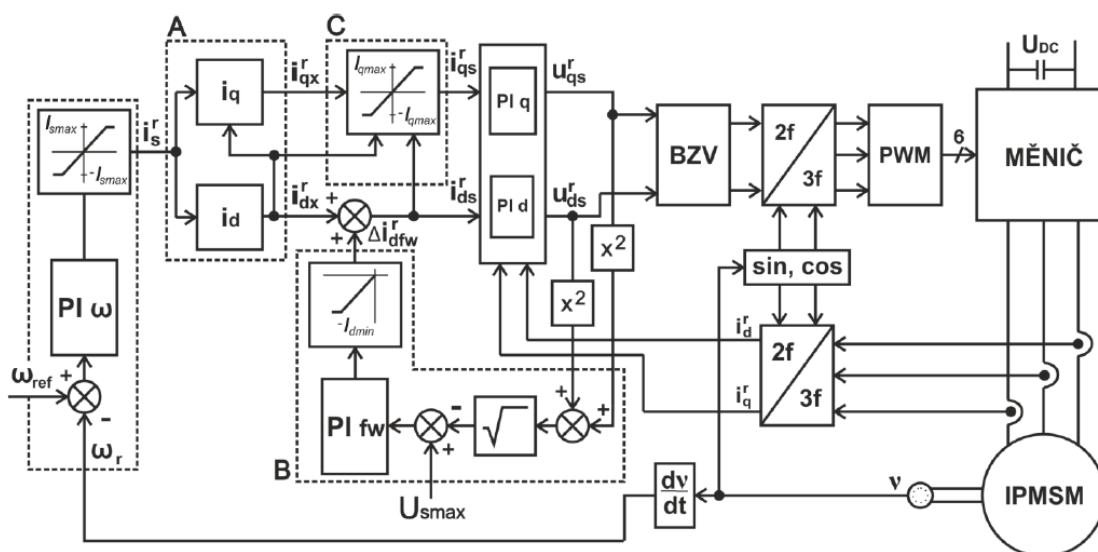 A
C
U_DC
I_smax
-I_smax
i_s^r
i_q
i_qx^r
I_qmax
-I_qmax
i_qs^r
PI q
u_qs^r
BZV
2f
3f
PWM
6
MĚNIČ
i_d
i_dx^r
+
+
Δi_dfw^r
i_ds^r
PI d
u_ds^r
x²
x²
sin, cos
PI ω
-I_dmin
i_d^r
i_q^r
2f
3f
ω_ref
+
-
ω_r
B
PI fw
-
+
√
+
+
U_smax
dν
dt
ν
IPMSM